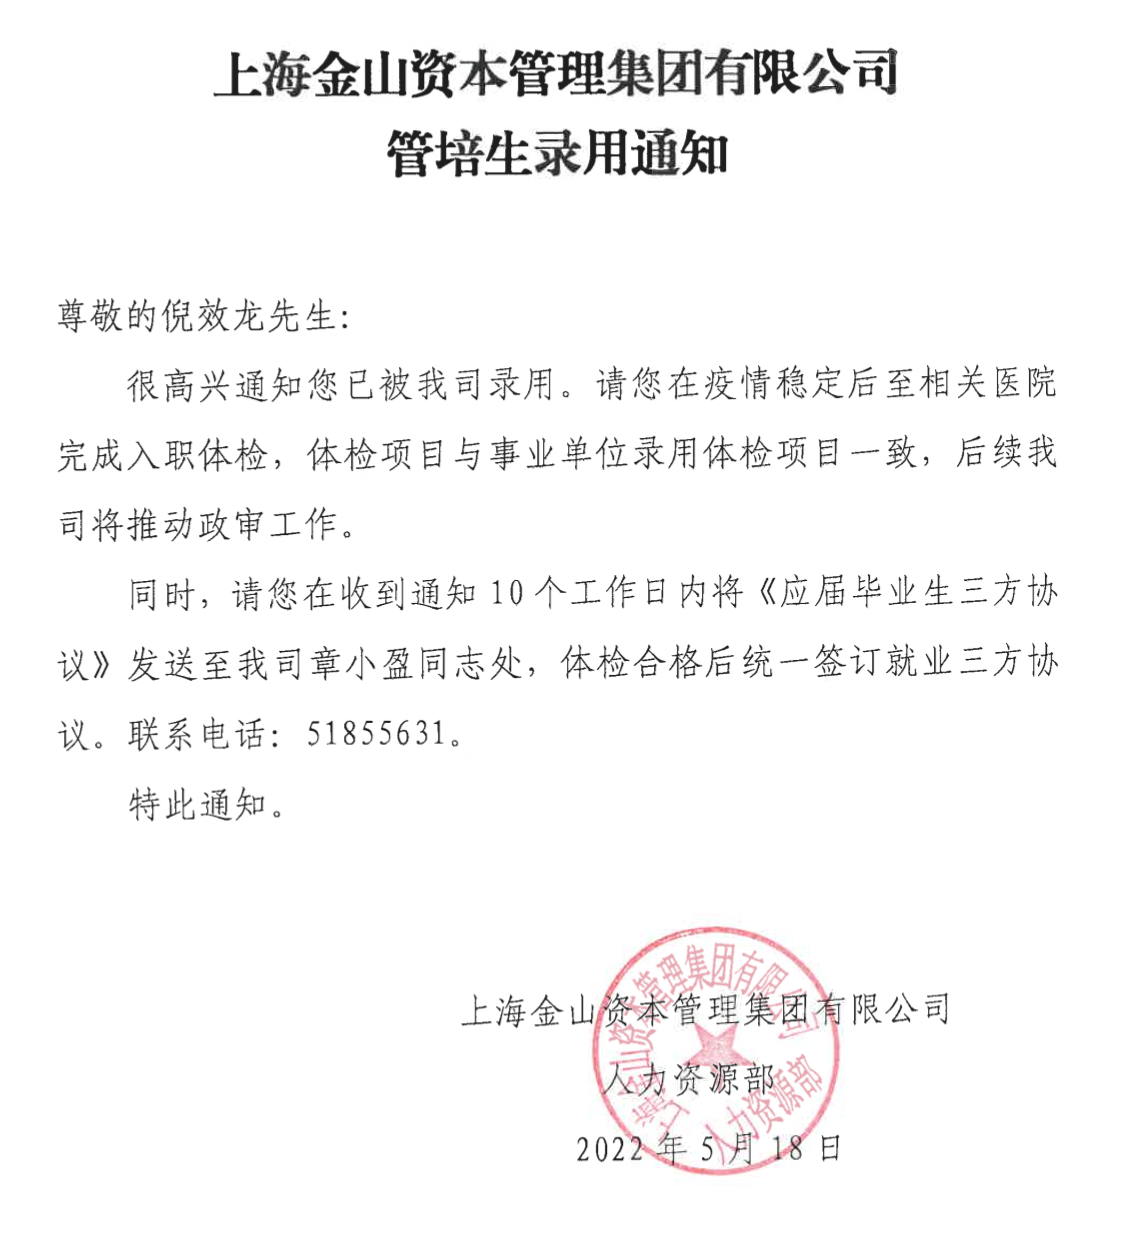 上海金山资本管理集团有限公司
管培生录用通知
尊敬的倪效龙先生：
很高兴通知您已被我司录用。请您在疫情稳定后至相关医院
完成入职体检，体检项目与事业单位录用体检项目一致，后续我
司将推动政审工作。
同时，请您在收到通知 10 个工作日内将《应届毕业生三方协
议》发送至我司章小盈同志处，体检合格后统一签订就业三方协
议。联系电话：51855631。
特此通知。
上海金山资本管理集团有限公司
人力资源部
2022 年 5 月 18 日
上海金山资本管理集团有限公司
人力资源部